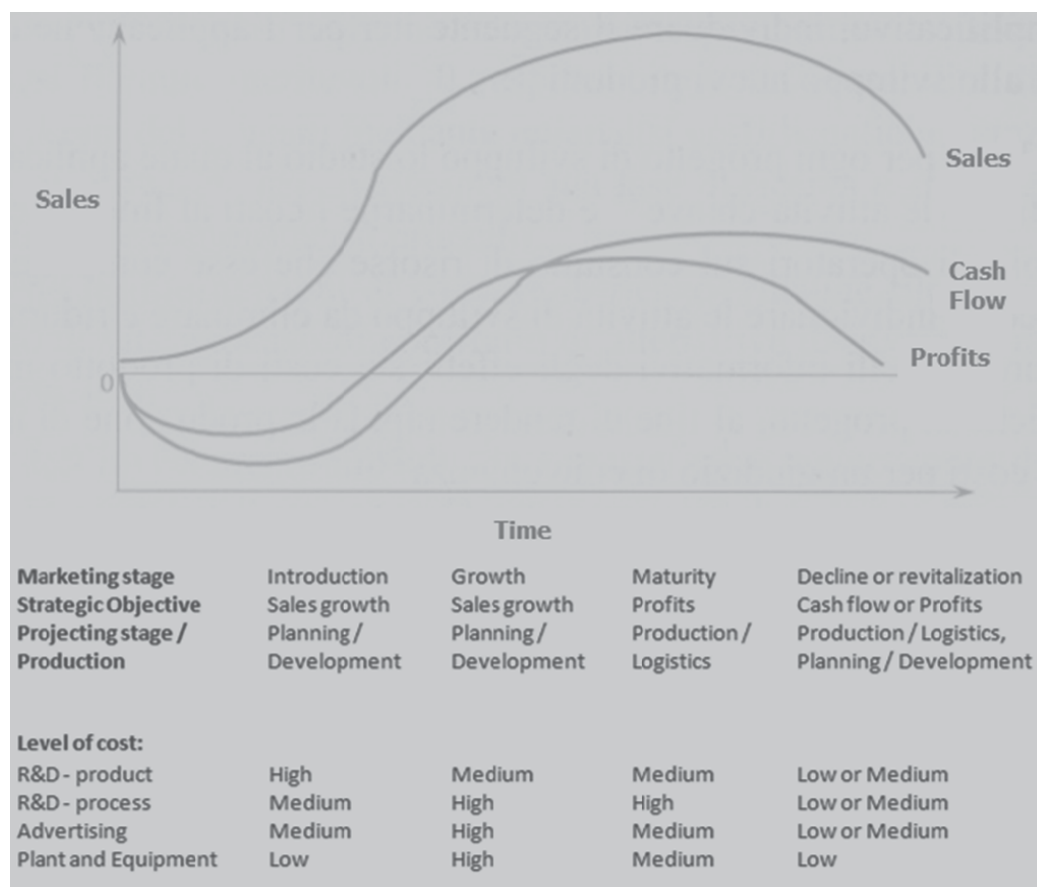 Sales
Sales
Cash
Flow
Profits
0
Time
Marketing stage Introduction Growth Maturity Decline or revitalization
Strategic Objective Sales growth Sales growth Profits Cash flow or Profits
Projecting stage / Planning / Planning / Production / Production / Logistics,
Production Development Development Logistics Planning / Development
Level of cost:
R&D - product High Medium Medium Low or Medium
R&D - process Medium High High Low or Medium
Advertising Medium High Medium Low or Medium
Plant and Equipment Low High Medium Low